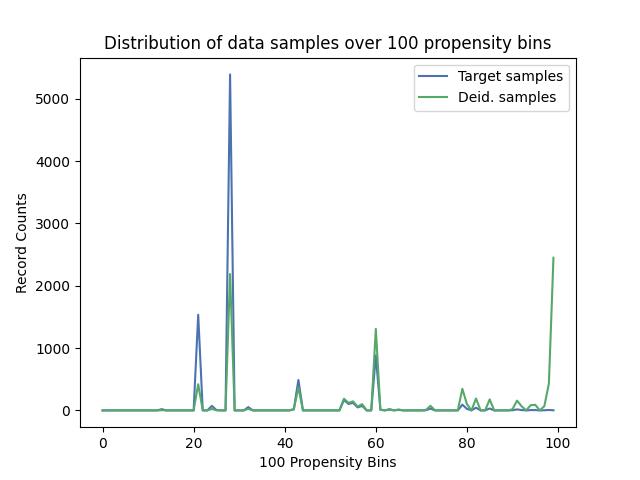 Distribution of data samples over 100 propensity bins
Target samples
Deid. samples
Record Counts
5000
4000
3000
2000
1000
0
0
20
40
60
80
100
100 Propensity Bins